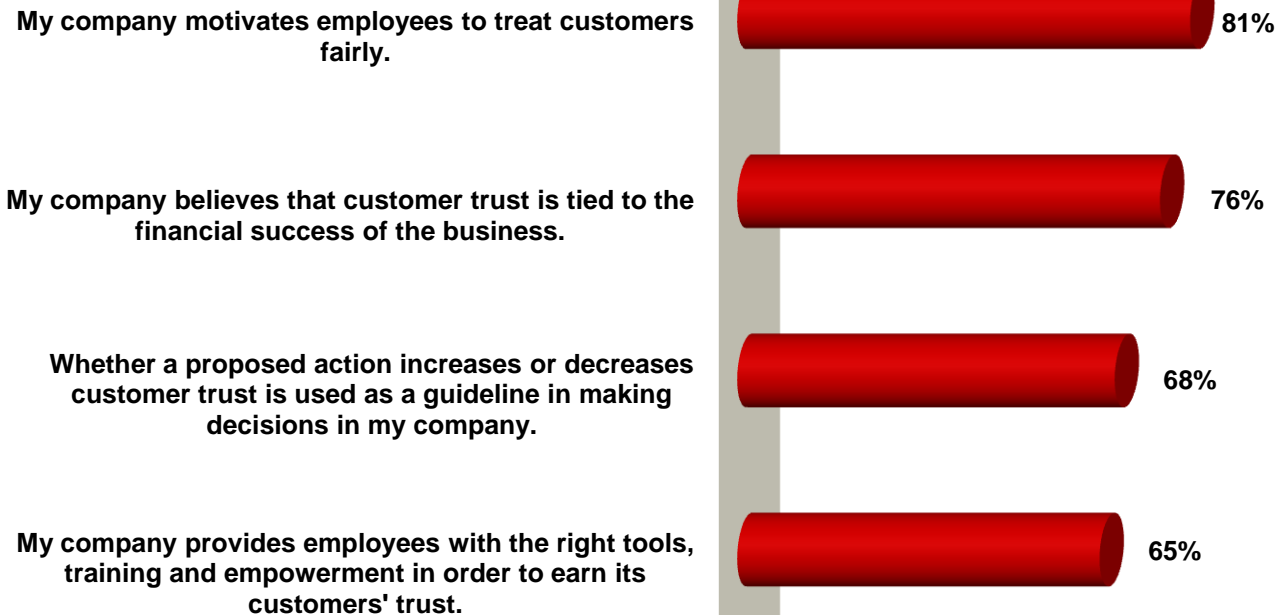 My company motivates employees to treat customers
fairly.
81%
My company believes that customer trust is tied to the
financial success of the business.
76%
Whether a proposed action increases or decreases
customer trust is used as a guideline in making
decisions in my company.
68%
My company provides employees with the right tools,
training and empowerment in order to earn its
customers' trust.
65%